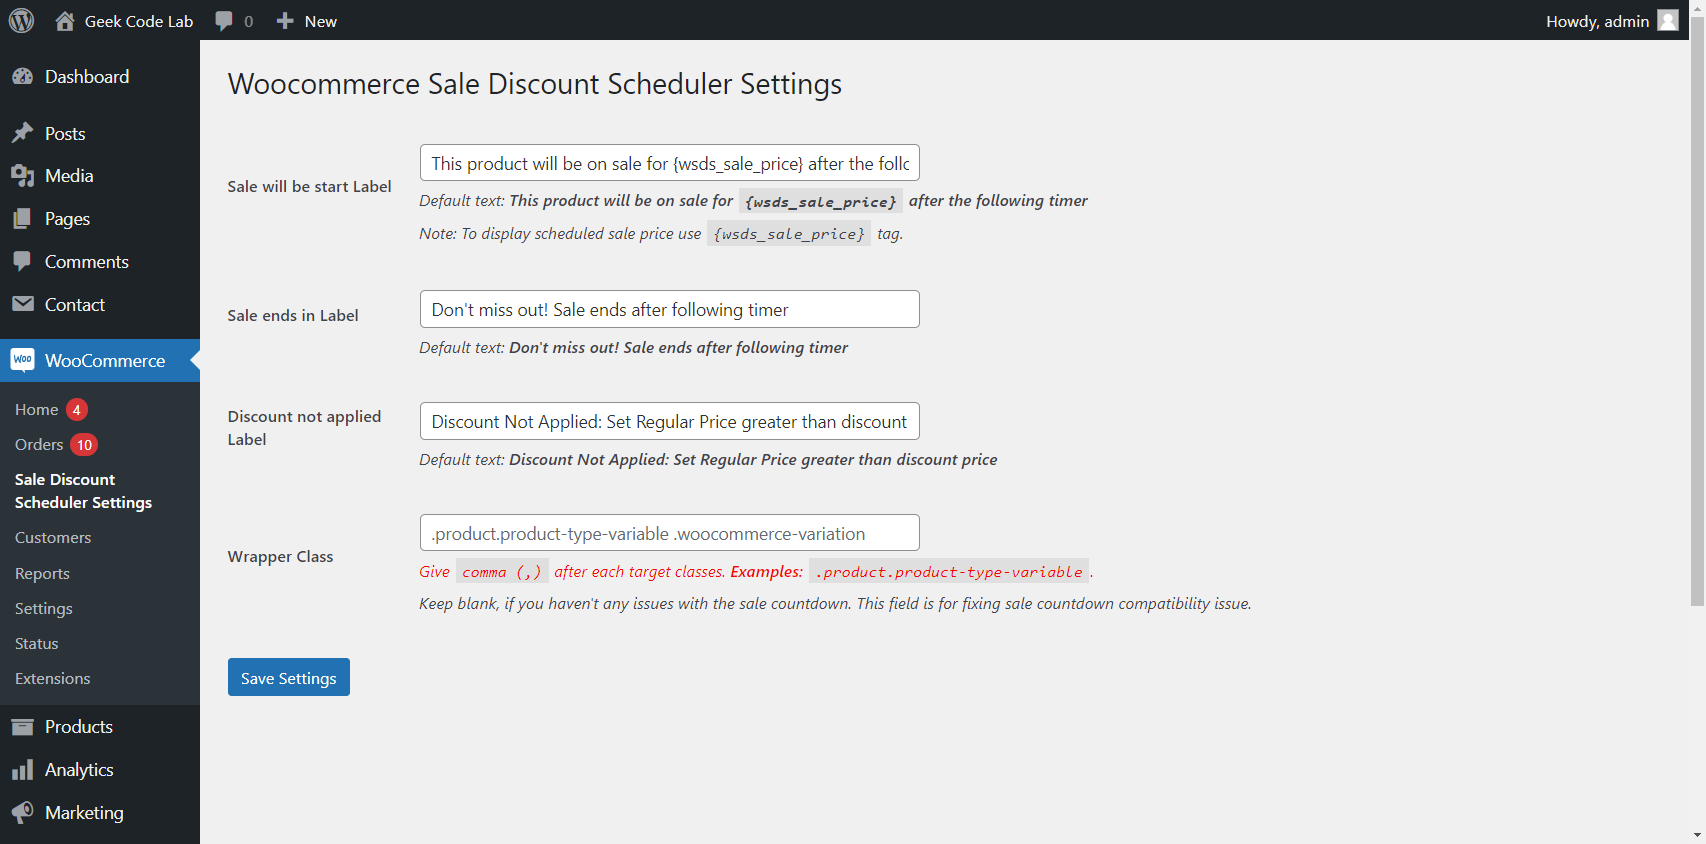 Geek Code Lab 0 New Howdy, admin
Dashboard
Posts
Media
Pages
Comments
Contact
Woo WooCommerce
Home 4
Orders 10
Sale Discount
Scheduler Settings
Customers
Reports
Settings
Status
Extensions
Products
Analytics
Marketing
Woocommerce Sale Discount Scheduler Settings
Sale will be start Label
This product will be on sale for {wsds_sale_price} after the follo
Default text: This product will be on sale for {wsds_sale_price} after the following timer
Note: To display scheduled sale price use {wsds_sale_price} tag.
Sale ends in Label
Don't miss out! Sale ends after following timer
Default text: Don't miss out! Sale ends after following timer
Discount not applied
Label
Discount Not Applied: Set Regular Price greater than discount
Default text: Discount Not Applied: Set Regular Price greater than discount price
Wrapper Class
.product.product-type-variable .woocommerce-variation
Give comma (,) after each target classes. Examples: .product.product-type-variable .
Keep blank, if you haven't any issues with the sale countdown. This field is for fixing sale countdown compatibility issue.
Save Settings